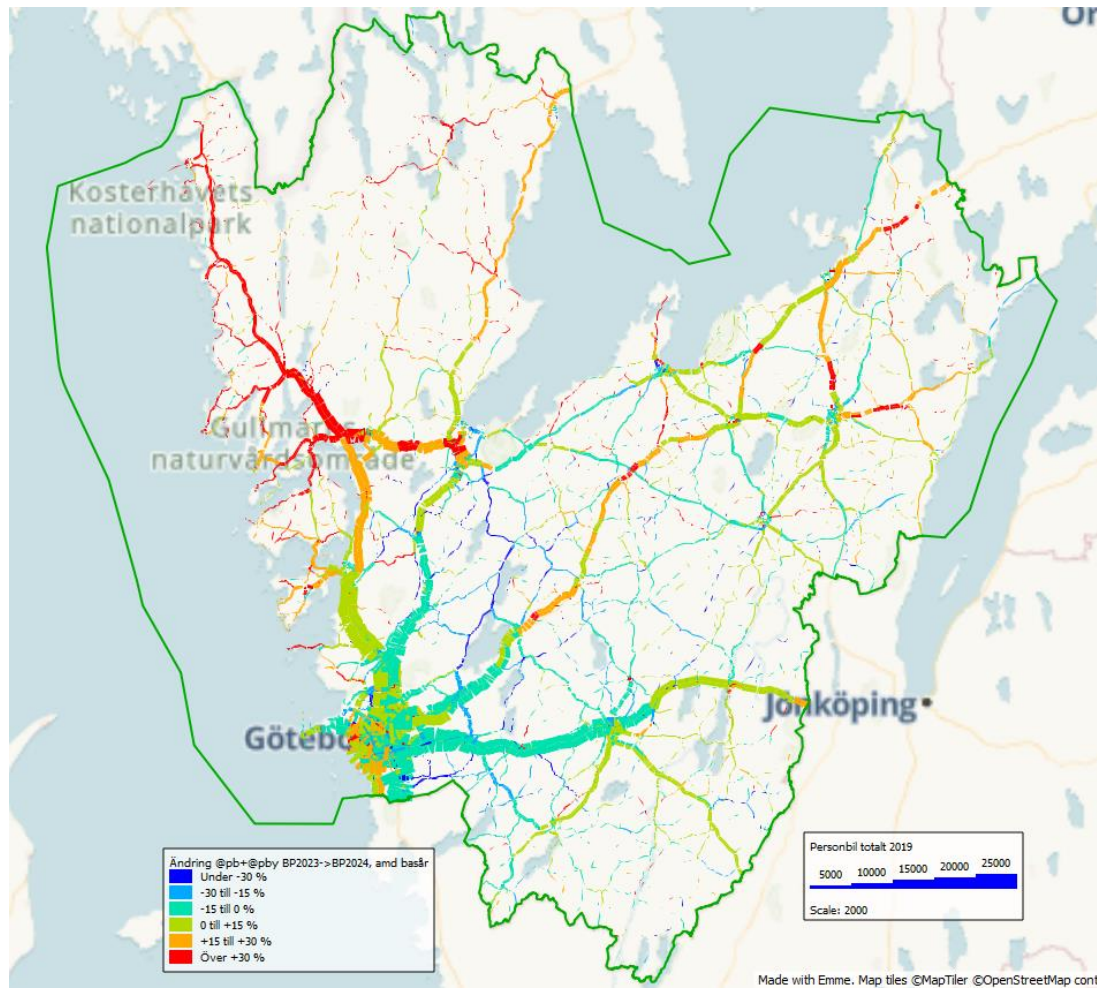 Or
Kosterhavets
nationalpark
Gullmar
naturvårdsområde
Götebo
Jönköping
Ändring @pb+@pby BP2023->BP2024, amd basår
Under -30 %
-30 till -15 %
-15 till 0 %
0 till +15 %
+15 till +30 %
Över +30 %
Personbil totalt 2019
5000 10000 15000 20000 25000
Scale: 2000
Made with Emme. Map tiles ©MapTiler ©OpenStreetMap cont